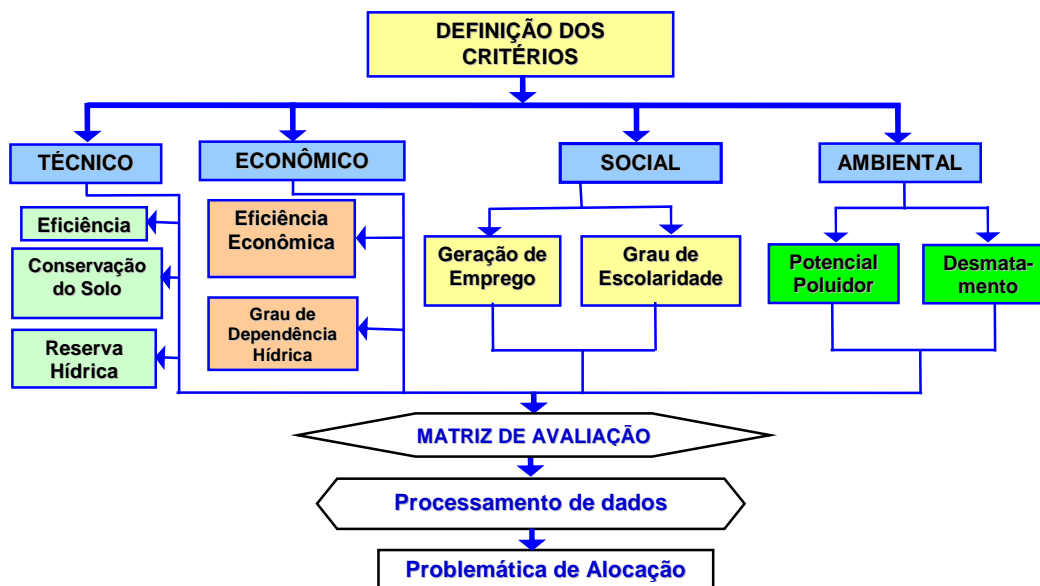 DEFINIÇÃO DOS
CRITÉRIOS
TÉCNICO
ECONÔMICO
SOCIAL
AMBIENTAL
Eficiência
Conservação
do Solo
Reserva
Hídrica
Eficiência
Econômica
Grau de
Dependência
Hídrica
Geração de
Emprego
Grau de
Escolaridade
Potencial
Poluidor
Desmata-
mento
MATRIZ DE AVALIAÇÃO
Processamento de dados
Problemática de Alocação